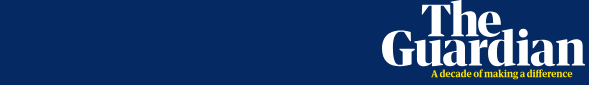 The
Guardian
A decade of making a difference